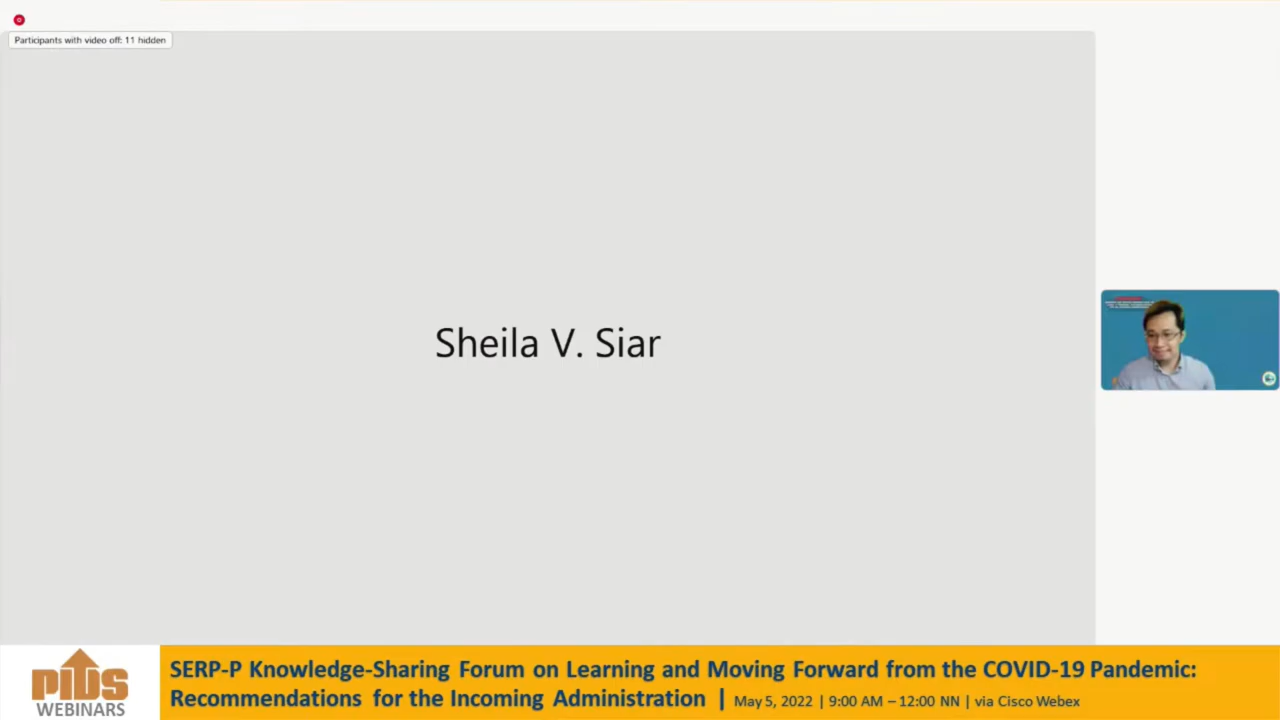 Participants with video off: 11 hidden
Sheila V. Siar
PIDS
WEBINARS
SERP-P Knowledge-Sharing Forum on Learning and Moving Forward from the COVID-19 Pandemic:
Recommendations for the Incoming Administration | May 5, 2022 | 9:00 AM – 12:00 NN | via Cisco Webex